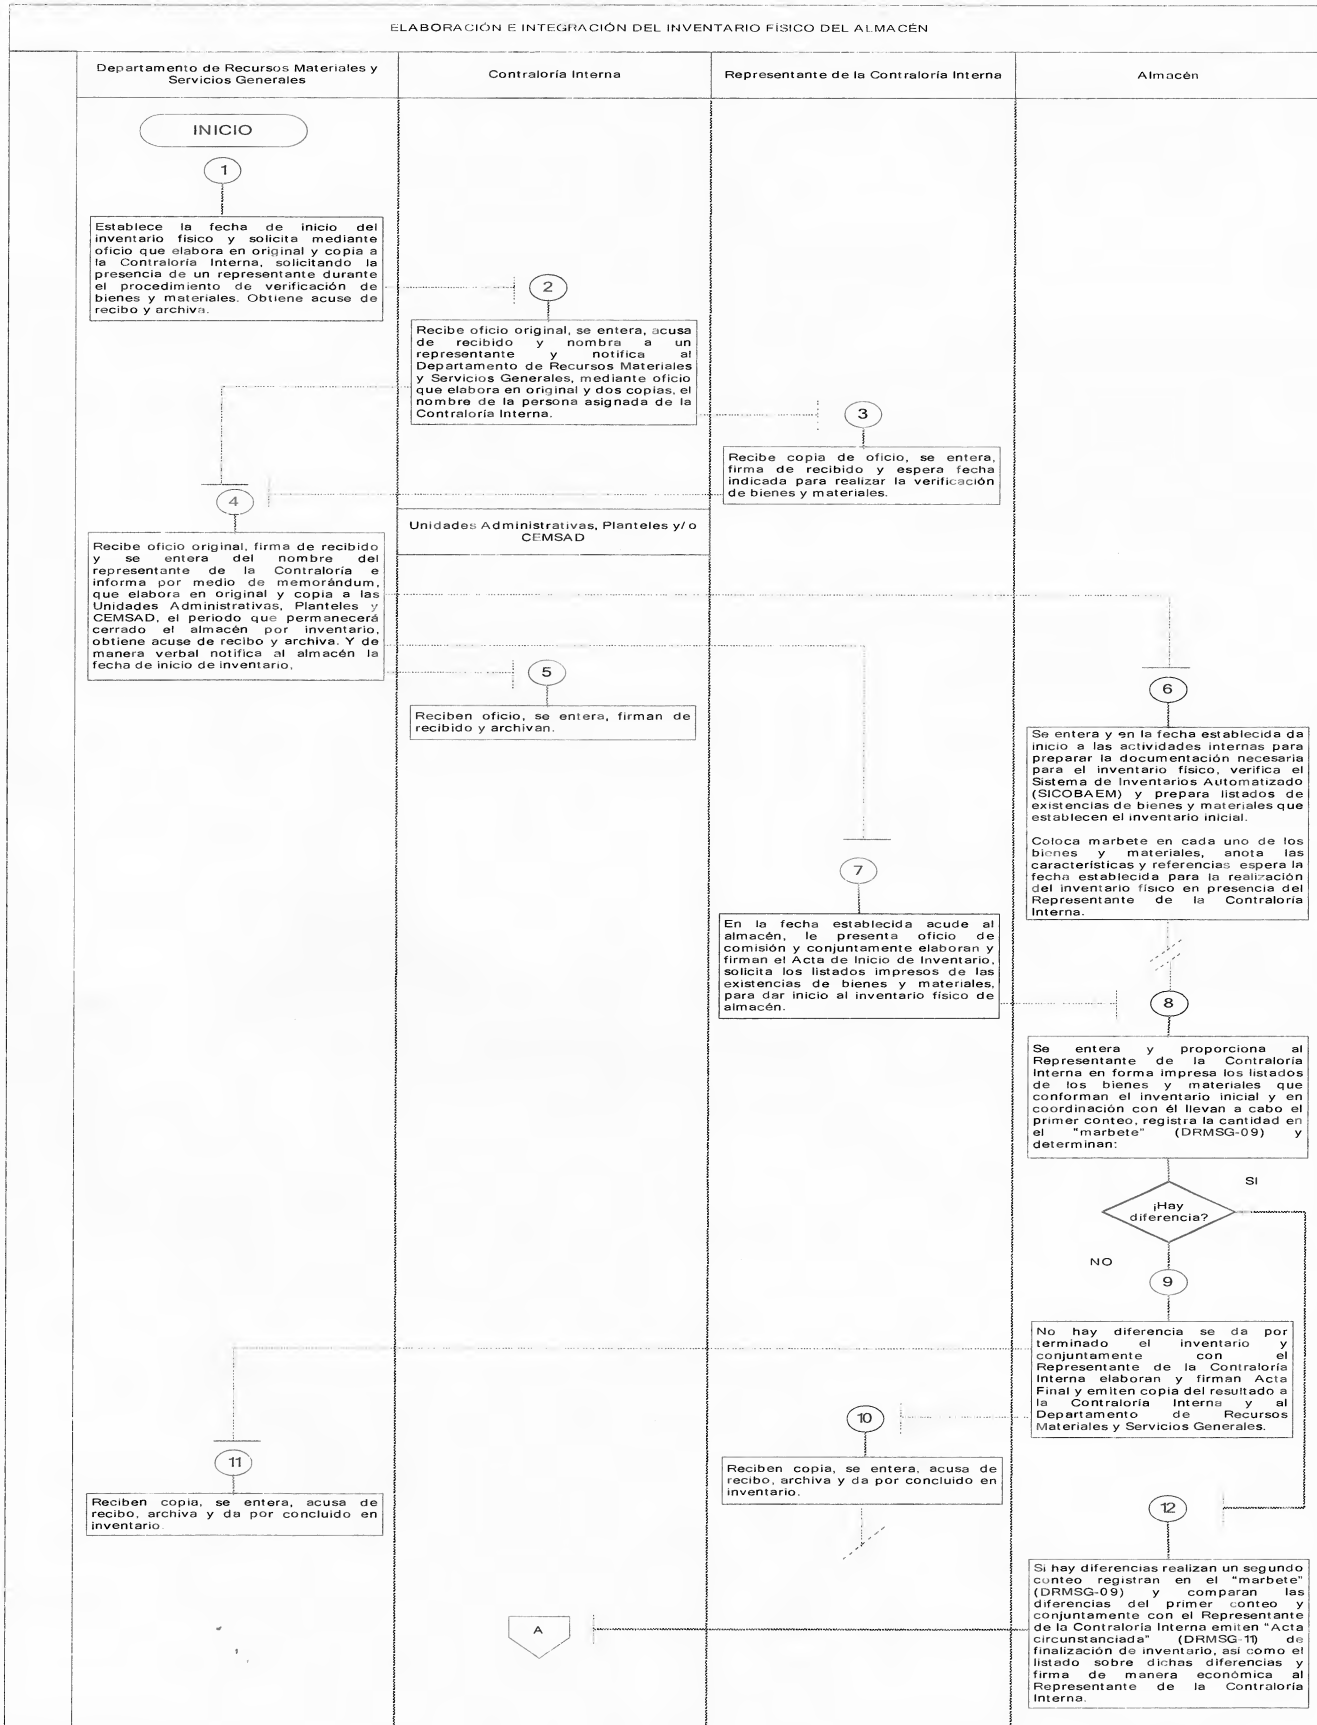 ELABORACIÓN E INTEGRACIÓN DEL INVENTARIO FÍSICO DEL ALMACÉN
Departamento de Recursos Materiales y
Servicios Generales
Contraloría Interna
Representante de la Contraloría Interna
Almacén
INICIO
1
Establece la fecha de inicio del
inventario físico y solicita mediante
oficio que elabora en original y copia a
la Contraloría Interna, solicitando la
presencia de un representante durante
el procedimiento de verificación de
bienes y materiales. Obtiene acuse de
recibo y archiva.
2
Recibe oficio original, se entera, acusa
de recibido y nombra a un
representante y notifica al
Departamento de Recursos Materiales
y Servicios Generales, mediante oficio
que elabora en original y dos copias, el
nombre de la persona asignada de la
Contraloría Interna.
3
Recibe copia de oficio, se entera,
firma de recibido y espera fecha
indicada para realizar la verificación
de bienes y materiales.
4
Recibe oficio original, firma de recibido
y se entera del nombre del
representante de la Contraloría e
informa por medio de memorándum,
que elabora en original y copia a las
Unidades Administrativas, Planteles y
CEMSAD, el periodo que permanecerá
cerrado el almacén por inventario,
obtiene acuse de recibo y archiva. Y de
manera verbal notifica al almacén la
fecha de inicio de inventario.
Unidades Administrativas, Planteles y/o
CEMSAD
5
Reciben oficio, se entera, firman de
recibido y archivan.
6
Se entera y en la fecha establecida da
inicio a las actividades internas para
preparar la documentación necesaria
para el inventario físico, verifica el
Sistema de Inventarios Automatizado
(SICOBAEM) y prepara listados de
existencias de bienes y materiales que
establecen el inventario inicial.
Coloca marbete en cada uno de los
bienes y materiales, anota las
características y referencias espera la
fecha establecida para la realización
del inventario físico en presencia del
Representante de la Contraloría
Interna.
7
En la fecha establecida acude al
almacén, le presenta oficio de
comisión y conjuntamente elaboran y
firman el Acta de Inicio de Inventario,
solicita los listados impresos de las
existencias de bienes y materiales,
para dar inicio al inventario físico de
almacén.
8
Se entera y proporciona al
Representante de la Contraloría
Interna en forma impresa los listados
de los bienes y materiales que
conforman el inventario inicial y en
coordinación con él llevan a cabo el
primer conteo, registra la cantidad en
el "marbete" (DRMSG-09) y
determinan:
SI
¡Hay
diferencia?
NO
9
No hay diferencia se da por
terminado el inventario y
conjuntamente con el
Representante de la Contraloría
Interna elaboran y firman Acta
Final y emiten copia del resultado a
la Contraloría Interna y al
Departamento de Recursos
Materiales y Servicios Generales.
10
Reciben copia, se entera, acusa de
recibo, archiva y da por concluido en
inventario.
11
Reciben copia, se entera, acusa de
recibo, archiva y da por concluido en
inventario.
12
Si hay diferencias realizan un segundo
conteo registran en el "marbete"
(DRMSG-09) y comparan las
diferencias del primer conteo y
conjuntamente con el Representante
de la Contraloría Interna emiten "Acta
circunstanciada" (DRMSG-11) de
finalización de inventario, así como el
listado sobre dichas diferencias y
firma de manera económica al
Representante de la Contraloría
Interna.
A